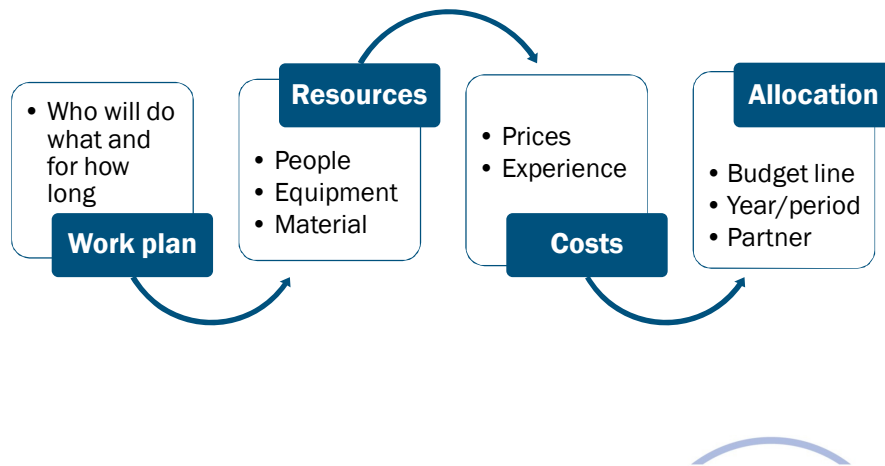 • Who will do
what and
for how
long
Work plan
Resources
• People
• Equipment
• Material
• Prices
• Experience
Costs
Allocation
• Budget line
• Year/period
• Partner